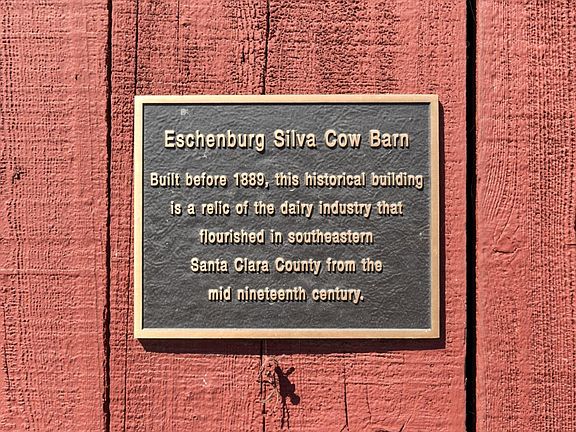 Eschenburg Silva Cow Barn
Built before 1889, this historical building
is a relic of the dairy industry that
flourished in southeastern
Santa Clara County from the
mid nineteenth century.